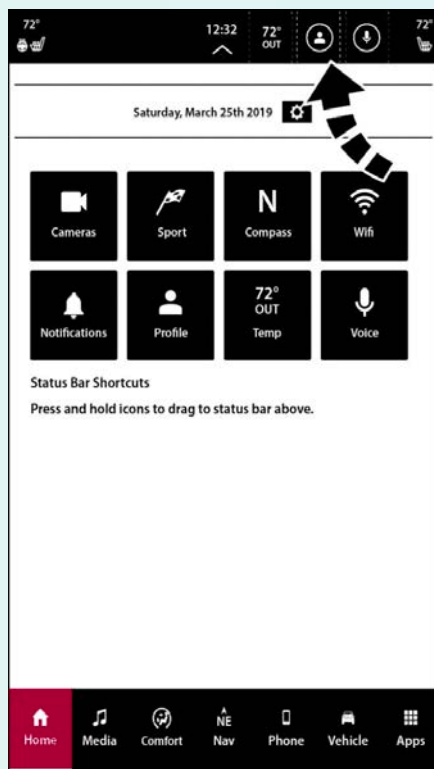 72° 12:32 72° OUT 72°
Saturday, March 25th 2019
Cameras Sport N Compass Wifi
Notifications Profile 72° OUT Temp Voice
Status Bar Shortcuts
Press and hold icons to drag to status bar above.
NE
Home Media Comfort Nav Phone Vehicle Apps